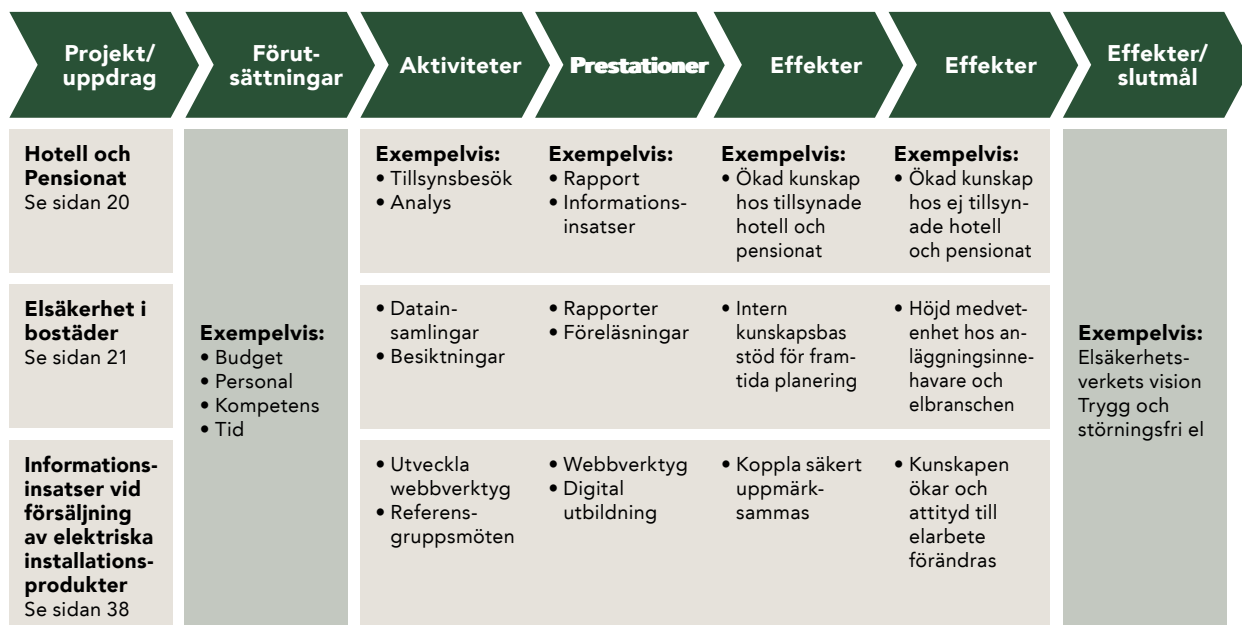 Projekt/
uppdrag
Förut-
sättningar
Aktiviteter
Prestationer
Effekter
Effekter
Effekter/
slutmål
Hotell och
Pensionat
Se sidan 20
Elsäkerhet i
bostäder
Se sidan 21
Informations-
insatser vid
försäljning
av elektriska
installations-
produkter
Se sidan 38
Exempelvis:
• Budget
• Personal
• Kompetens
• Tid
Exempelvis:
• Tillsynsbesök
• Analys
Exempelvis:
• Rapport
• Informations-
insatser
Exempelvis:
• Ökad kunskap
hos tillsynade
hotell och
pensionat
Exempelvis:
• Ökad kunskap
hos ej tillsyn-
ade hotell
och pensionat
• Datain-
samlingar
• Besiktningar
• Rapporter
• Föreläsningar
• Intern
kunskapsbas
stöd för fram-
tida planering
• Höjd medvet-
enhet hos an-
läggningsinne-
havare och
elbranschen
• Utveckla
webbverktyg
• Referens-
gruppsmöten
• Webbverktyg
• Digital
utbildning
• Koppla säkert
uppmärk-
sammas
• Kunskapen
ökar och
attityd till
elarbete
förändras
Exempelvis:
Elsäkerhets-
verkets vision
Trygg och
störningsfri el